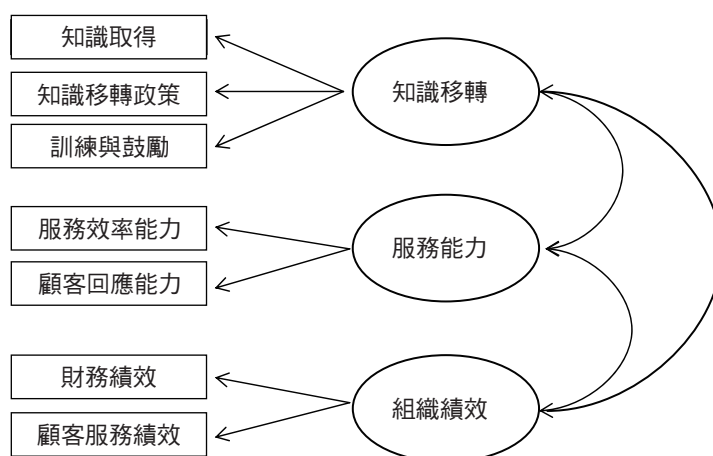 知識取得
知識移轉政策
訓練與鼓勵
知識移轉
服務效率能力
顧客回應能力
服務能力
財務績效
顧客服務績效
組織績效